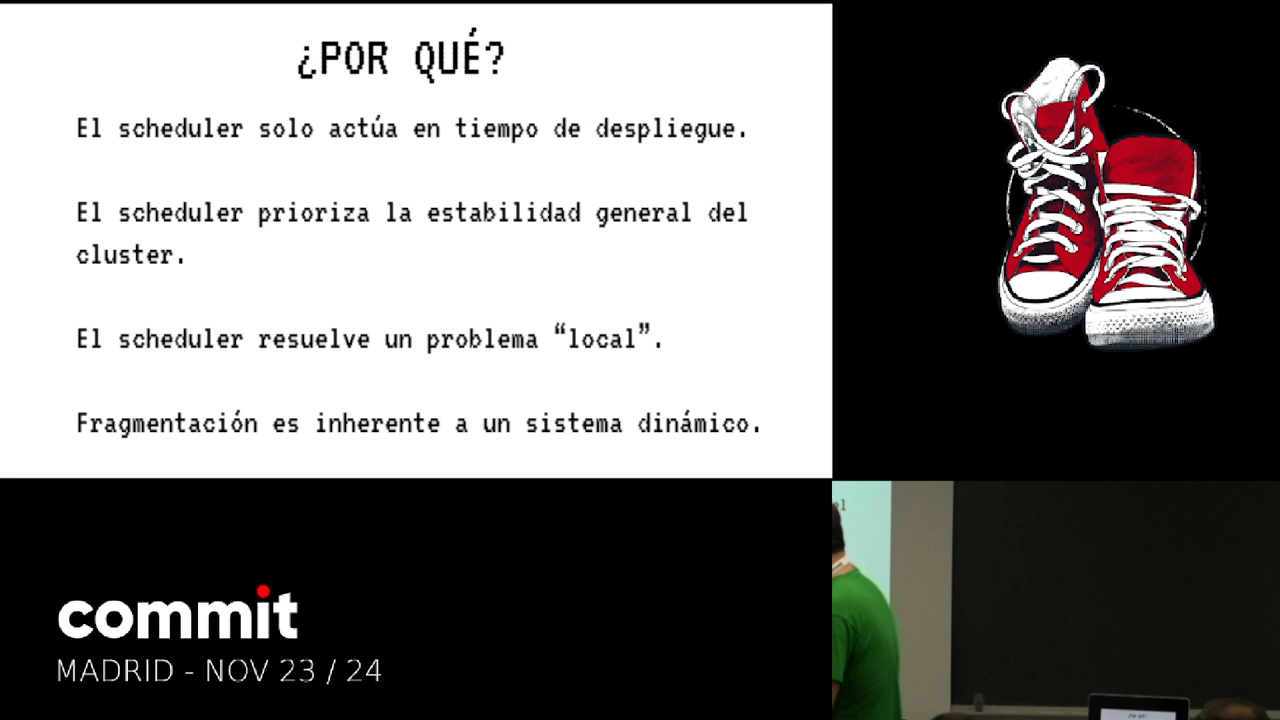 ¿POR QUÉ?
El scheduler solo actúa en tiempo de despliegue.
El scheduler prioriza la estabilidad general del
cluster.
El scheduler resuelve un problema “local”.
Fragmentación es inherente a un sistema dinámico.
commit
MADRID - NOV 23 / 24